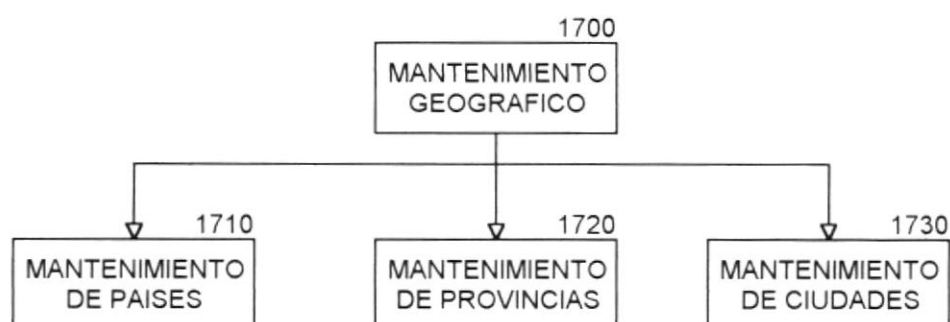 1700
MANTENIMIENTO
GEOGRAFICO
1710
MANTENIMIENTO
DE PAISES
1720
MANTENIMIENTO
DE PROVINCIAS
1730
MANTENIMIENTO
DE CIUDADES